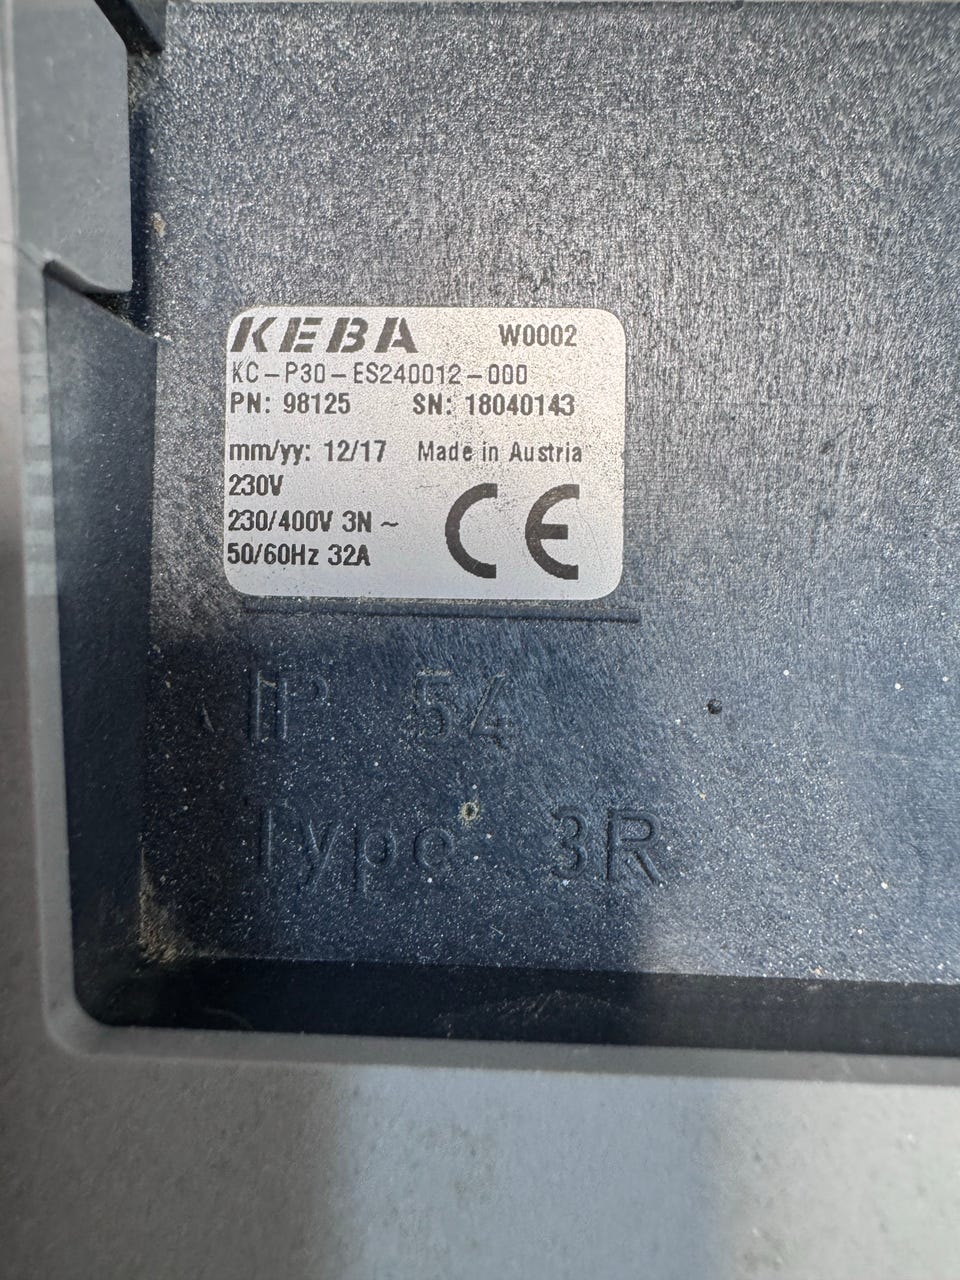 KEBA W0002
KC-P30-ES240012-000
PN: 98125 SN: 18040143
mm/yy: 12/17 Made in Austria
230V
230/400V 3N ~
50/60Hz 32A
CE
IP 54
Type 3R